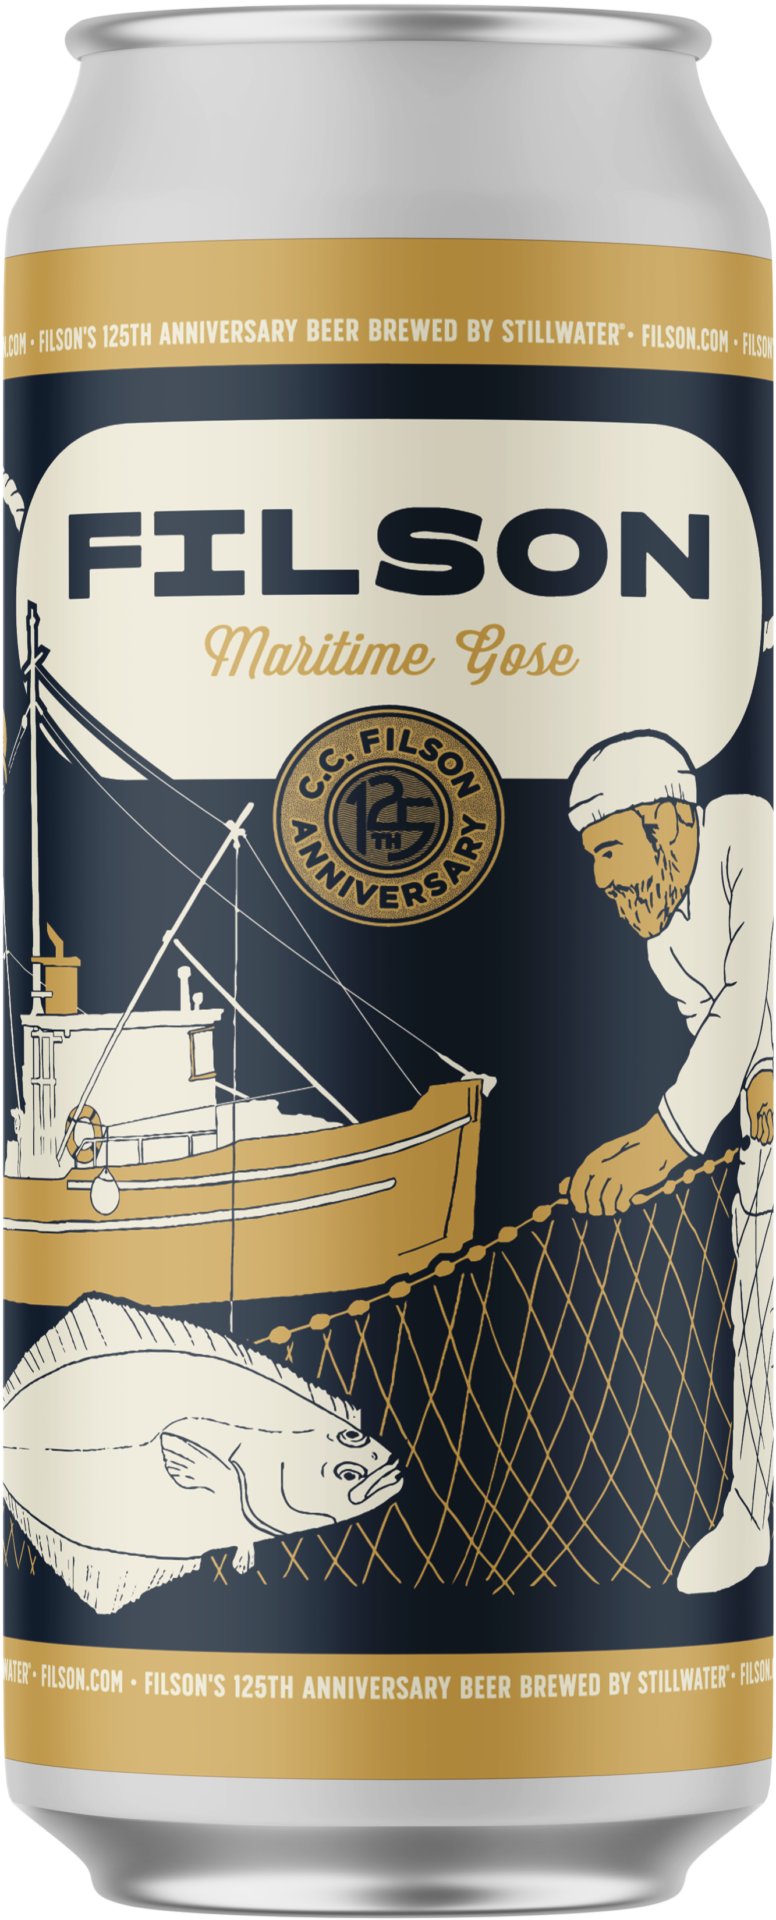 .COM • FILSON'S 125TH ANNIVERSARY BEER BREWED BY STILLWATER® • FILSON.COM • FILSON'
FILSON
Maritime Gose
C.C. FILSON
125TH
ANNIVERSARY
WATER® • FILSON.COM • FILSON'S 125TH ANNIVERSARY BEER BREWED BY STILLWATER® • FILSON.